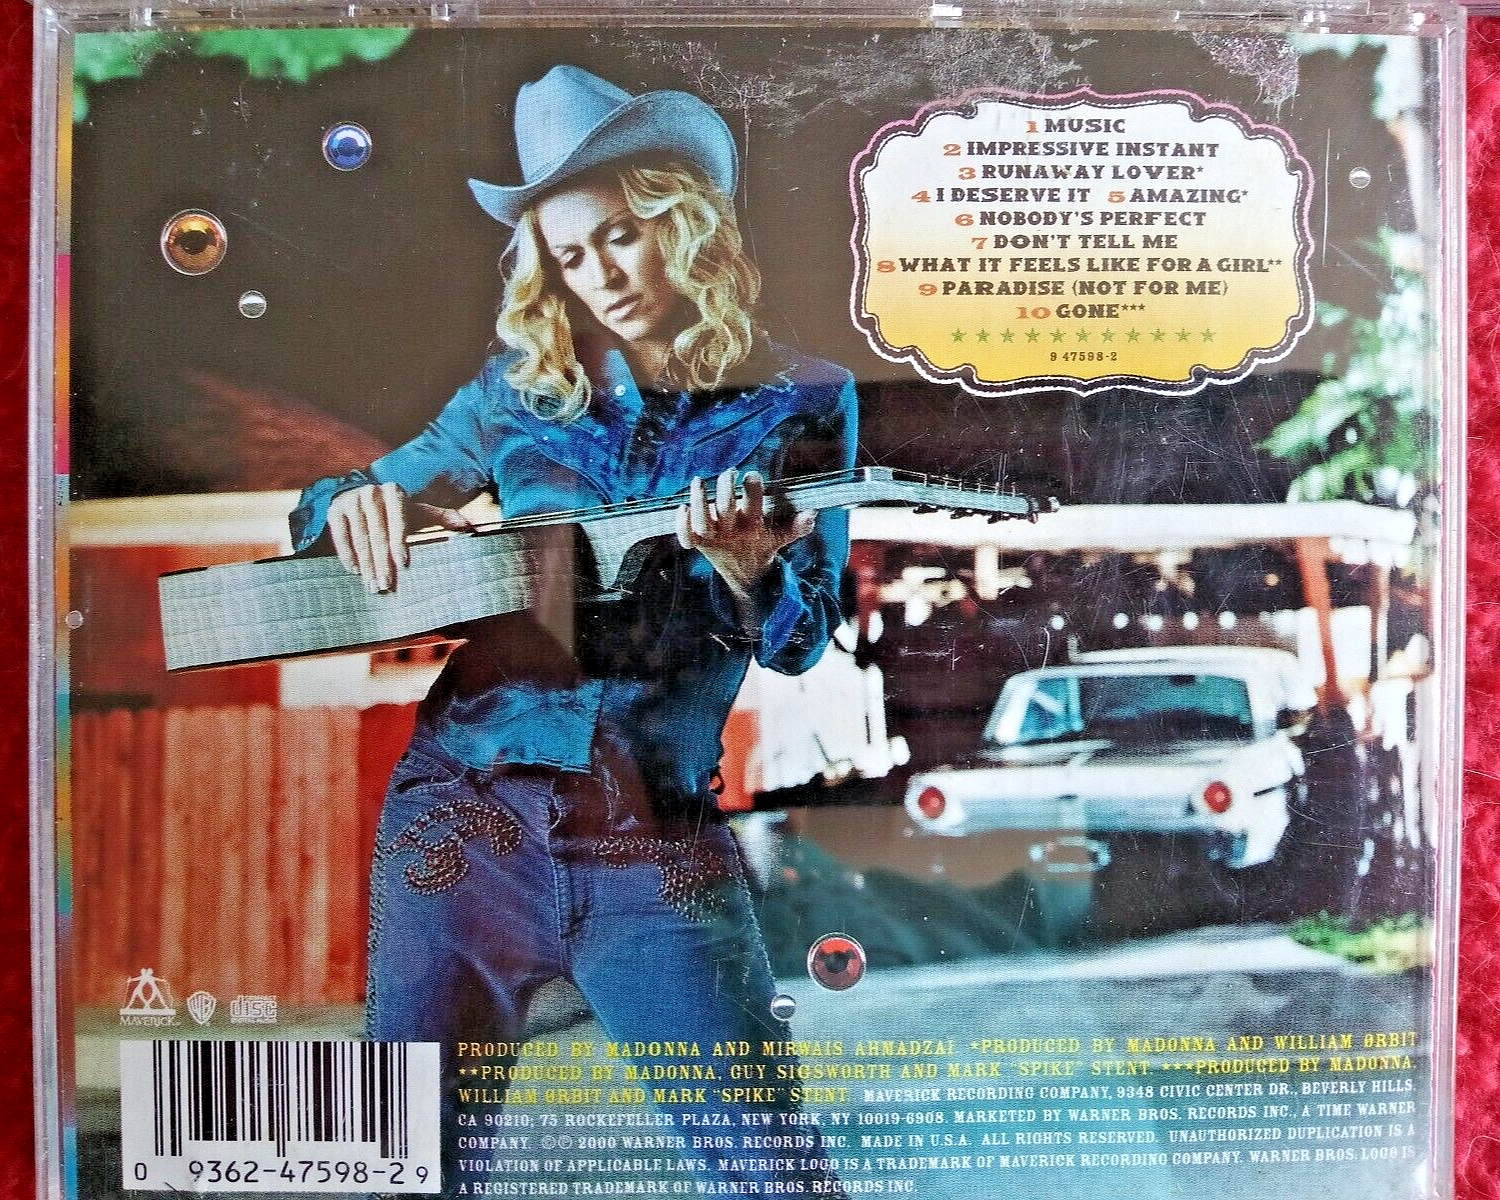 1 MUSIC
2 IMPRESSIVE INSTANT
3 RUNAWAY LOVER*
4 I DESERVE IT 5 AMAZING*
6 NOBODY'S PERFECT
7 DON'T TELL ME
8 WHAT IT FEELS LIKE FOR A GIRL**
9 PARADISE (NOT FOR ME)
10 GONE***
9 47598-2
MAVERICK
WB
COMPACT
disc
DIGITAL AUDIO
0 9362-47598-2 9
PRODUCED BY MADONNA AND MIRWAIS AHMADZAI *PRODUCED BY MADONNA AND WILLIAM ØRBIT
**PRODUCED BY MADONNA, GUY SIGSWORTH AND MARK "SPIKE" STENT. ***PRODUCED BY MADONNA,
WILLIAM ØRBIT AND MARK "SPIKE" STENT. MAVERICK RECORDING COMPANY, 9348 CIVIC CENTER DR., BEVERLY HILLS,
CA 90210; 75 ROCKEFELLER PLAZA, NEW YORK, NY 10019-6908. MARKETED BY WARNER BROS. RECORDS INC., A TIME WARNER
COMPANY. ©℗ 2000 WARNER BROS. RECORDS INC. MADE IN U.S.A. ALL RIGHTS RESERVED. UNAUTHORIZED DUPLICATION IS A
VIOLATION OF APPLICABLE LAWS. MAVERICK LOGO IS A TRADEMARK OF MAVERICK RECORDING COMPANY. WARNER BROS. LOGO IS
A REGISTERED TRADEMARK OF WARNER BROS. RECORDS INC.